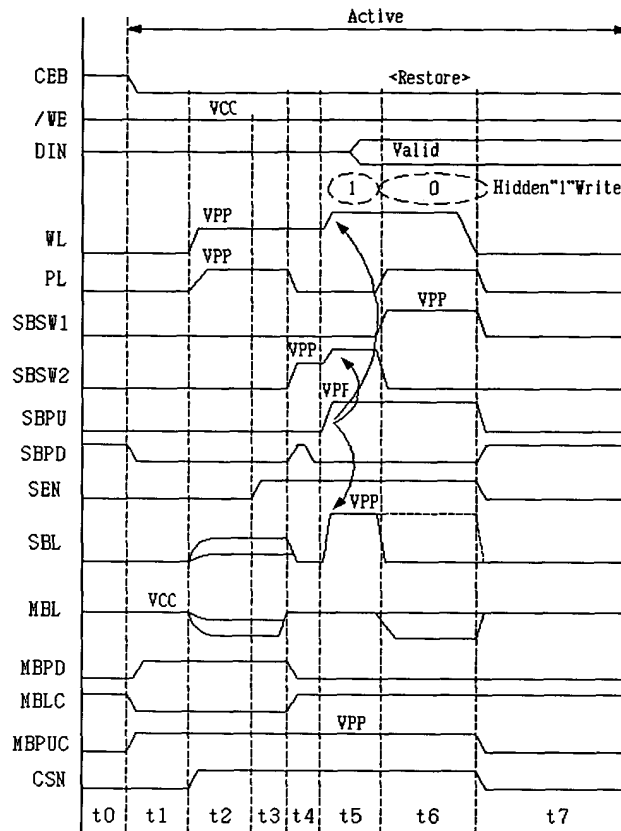 Active
CEB
<Restore>
/WE
VCC
DIN
Valid
1
0
Hidden"1"Write
WL
VPP
PL
VPP
SBSW1
VPP
SBSW2
VPP
SBPU
VPF
SBPD
SEN
VPP
SBL
MBL
VCC
MBPD
MBLC
MBPUC
VPP
CSN
t0
t1
t2
t3
t4
t5
t6
t7